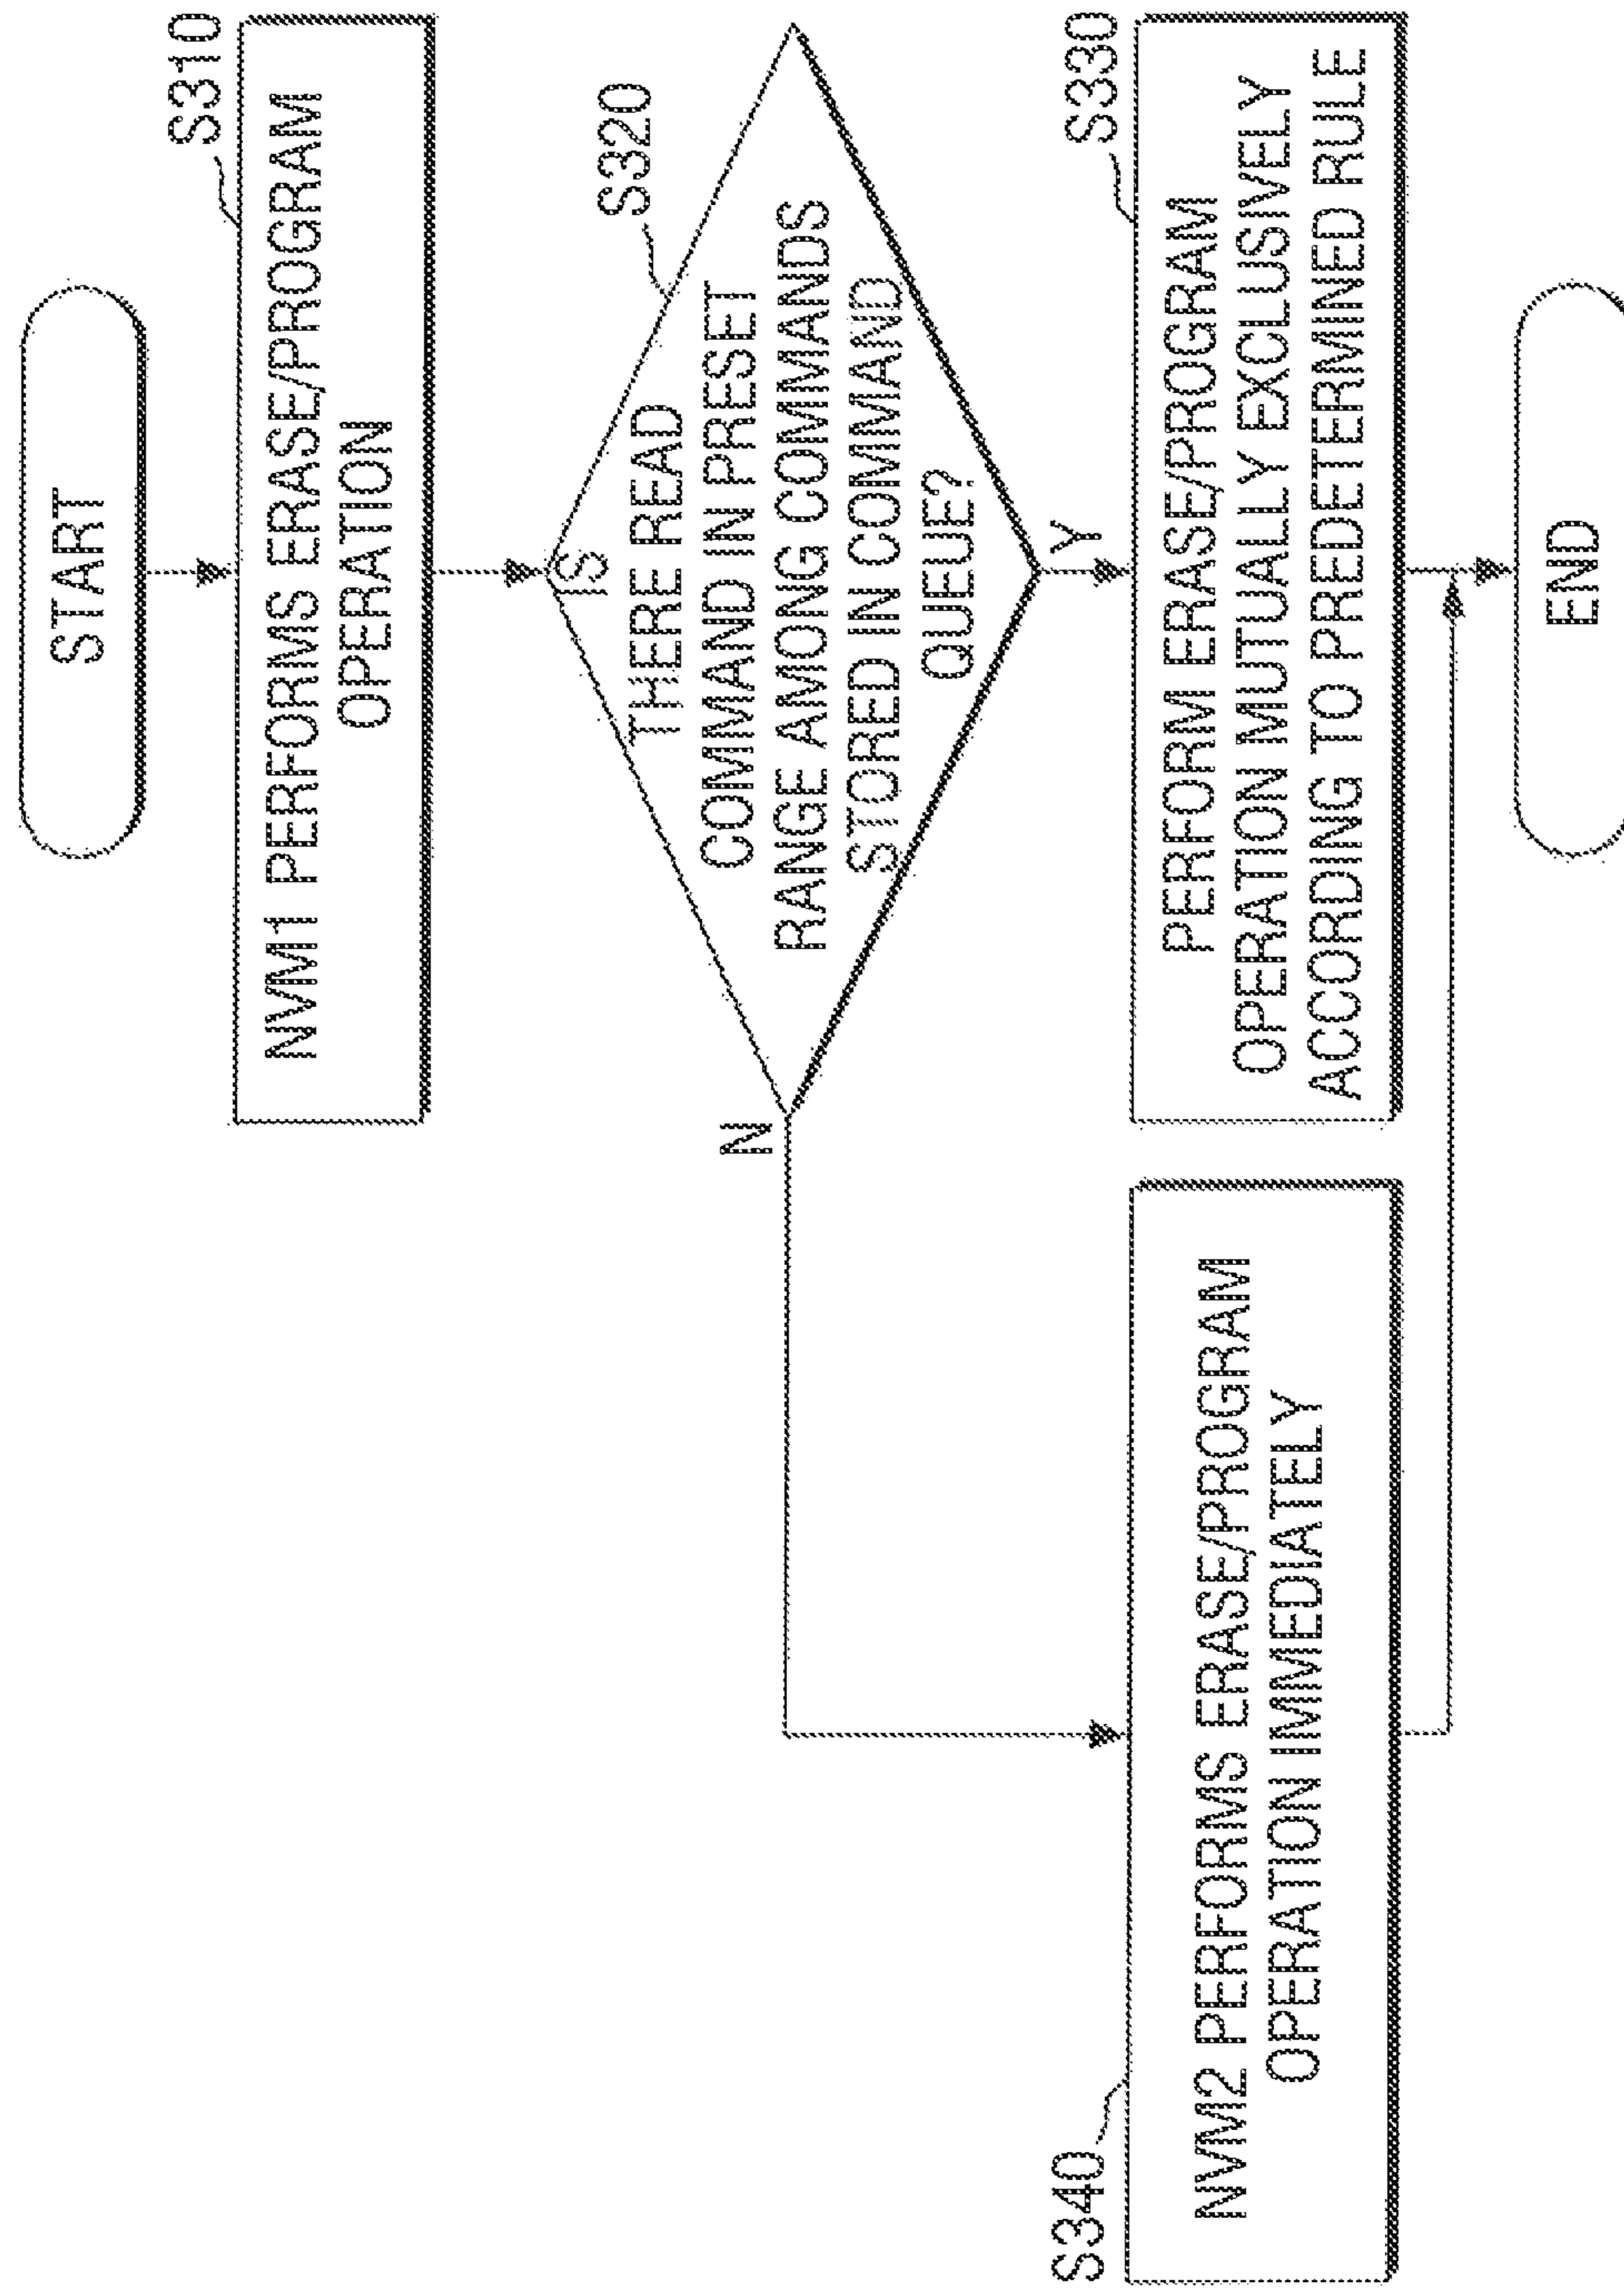 START
S310
NVM1 PERFORMS ERASE/PROGRAM
OPERATION
S320
IS
THERE READ
COMMAND IN PRESET
RANGE AMONG COMMANDS
STORED IN COMMAND
QUEUE?
N
Y
S340
NVM2 PERFORMS ERASE/PROGRAM
OPERATION IMMEDIATELY
S330
PERFORM ERASE/PROGRAM
OPERATION MUTUALLY EXCLUSIVELY
ACCORDING TO PREDETERMINED RULE
END